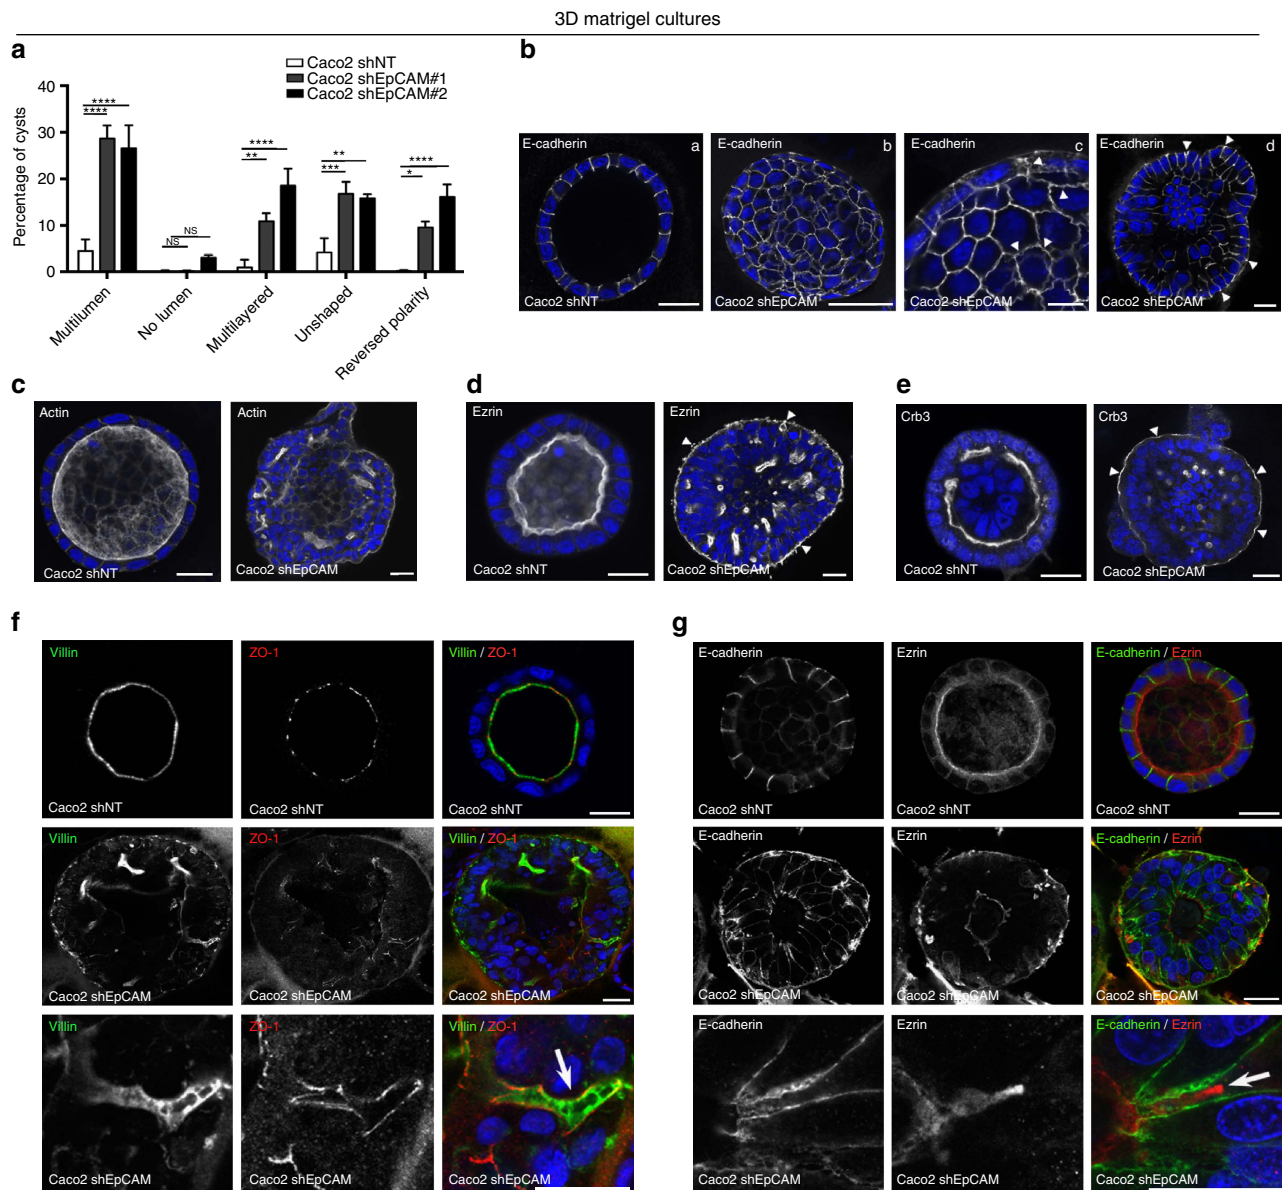 3D matrigel cultures
a
Caco2 shNT
Caco2 shEpCAM#1
Caco2 shEpCAM#2
Percentage of cysts
40
30
20
10
0
****
****
NS
NS
****
**
**
***
****
*
Multilumen
No lumen
Multilayered
Unshaped
Reversed polarity
b
E-cadherin
a
Caco2 shNT
E-cadherin
b
Caco2 shEpCAM
E-cadherin
c
Caco2 shEpCAM
E-cadherin
d
Caco2 shEpCAM
c
Actin
Caco2 shNT
Actin
Caco2 shEpCAM
d
Ezrin
Caco2 shNT
Ezrin
Caco2 shEpCAM
e
Crb3
Caco2 shNT
Crb3
Caco2 shEpCAM
f
Villin
Caco2 shNT
ZO-1
Caco2 shNT
Villin / ZO-1
Caco2 shNT
Villin
Caco2 shEpCAM
ZO-1
Caco2 shEpCAM
Villin / ZO-1
Caco2 shEpCAM
Villin
Caco2 shEpCAM
ZO-1
Caco2 shEpCAM
Villin / ZO-1
Caco2 shEpCAM
g
E-cadherin
Caco2 shNT
Ezrin
Caco2 shNT
E-cadherin / Ezrin
Caco2 shNT
E-cadherin
Caco2 shEpCAM
Ezrin
Caco2 shEpCAM
E-cadherin / Ezrin
Caco2 shEpCAM
E-cadherin
Caco2 shEpCAM
Ezrin
Caco2 shEpCAM
E-cadherin / Ezrin
Caco2 shEpCAM